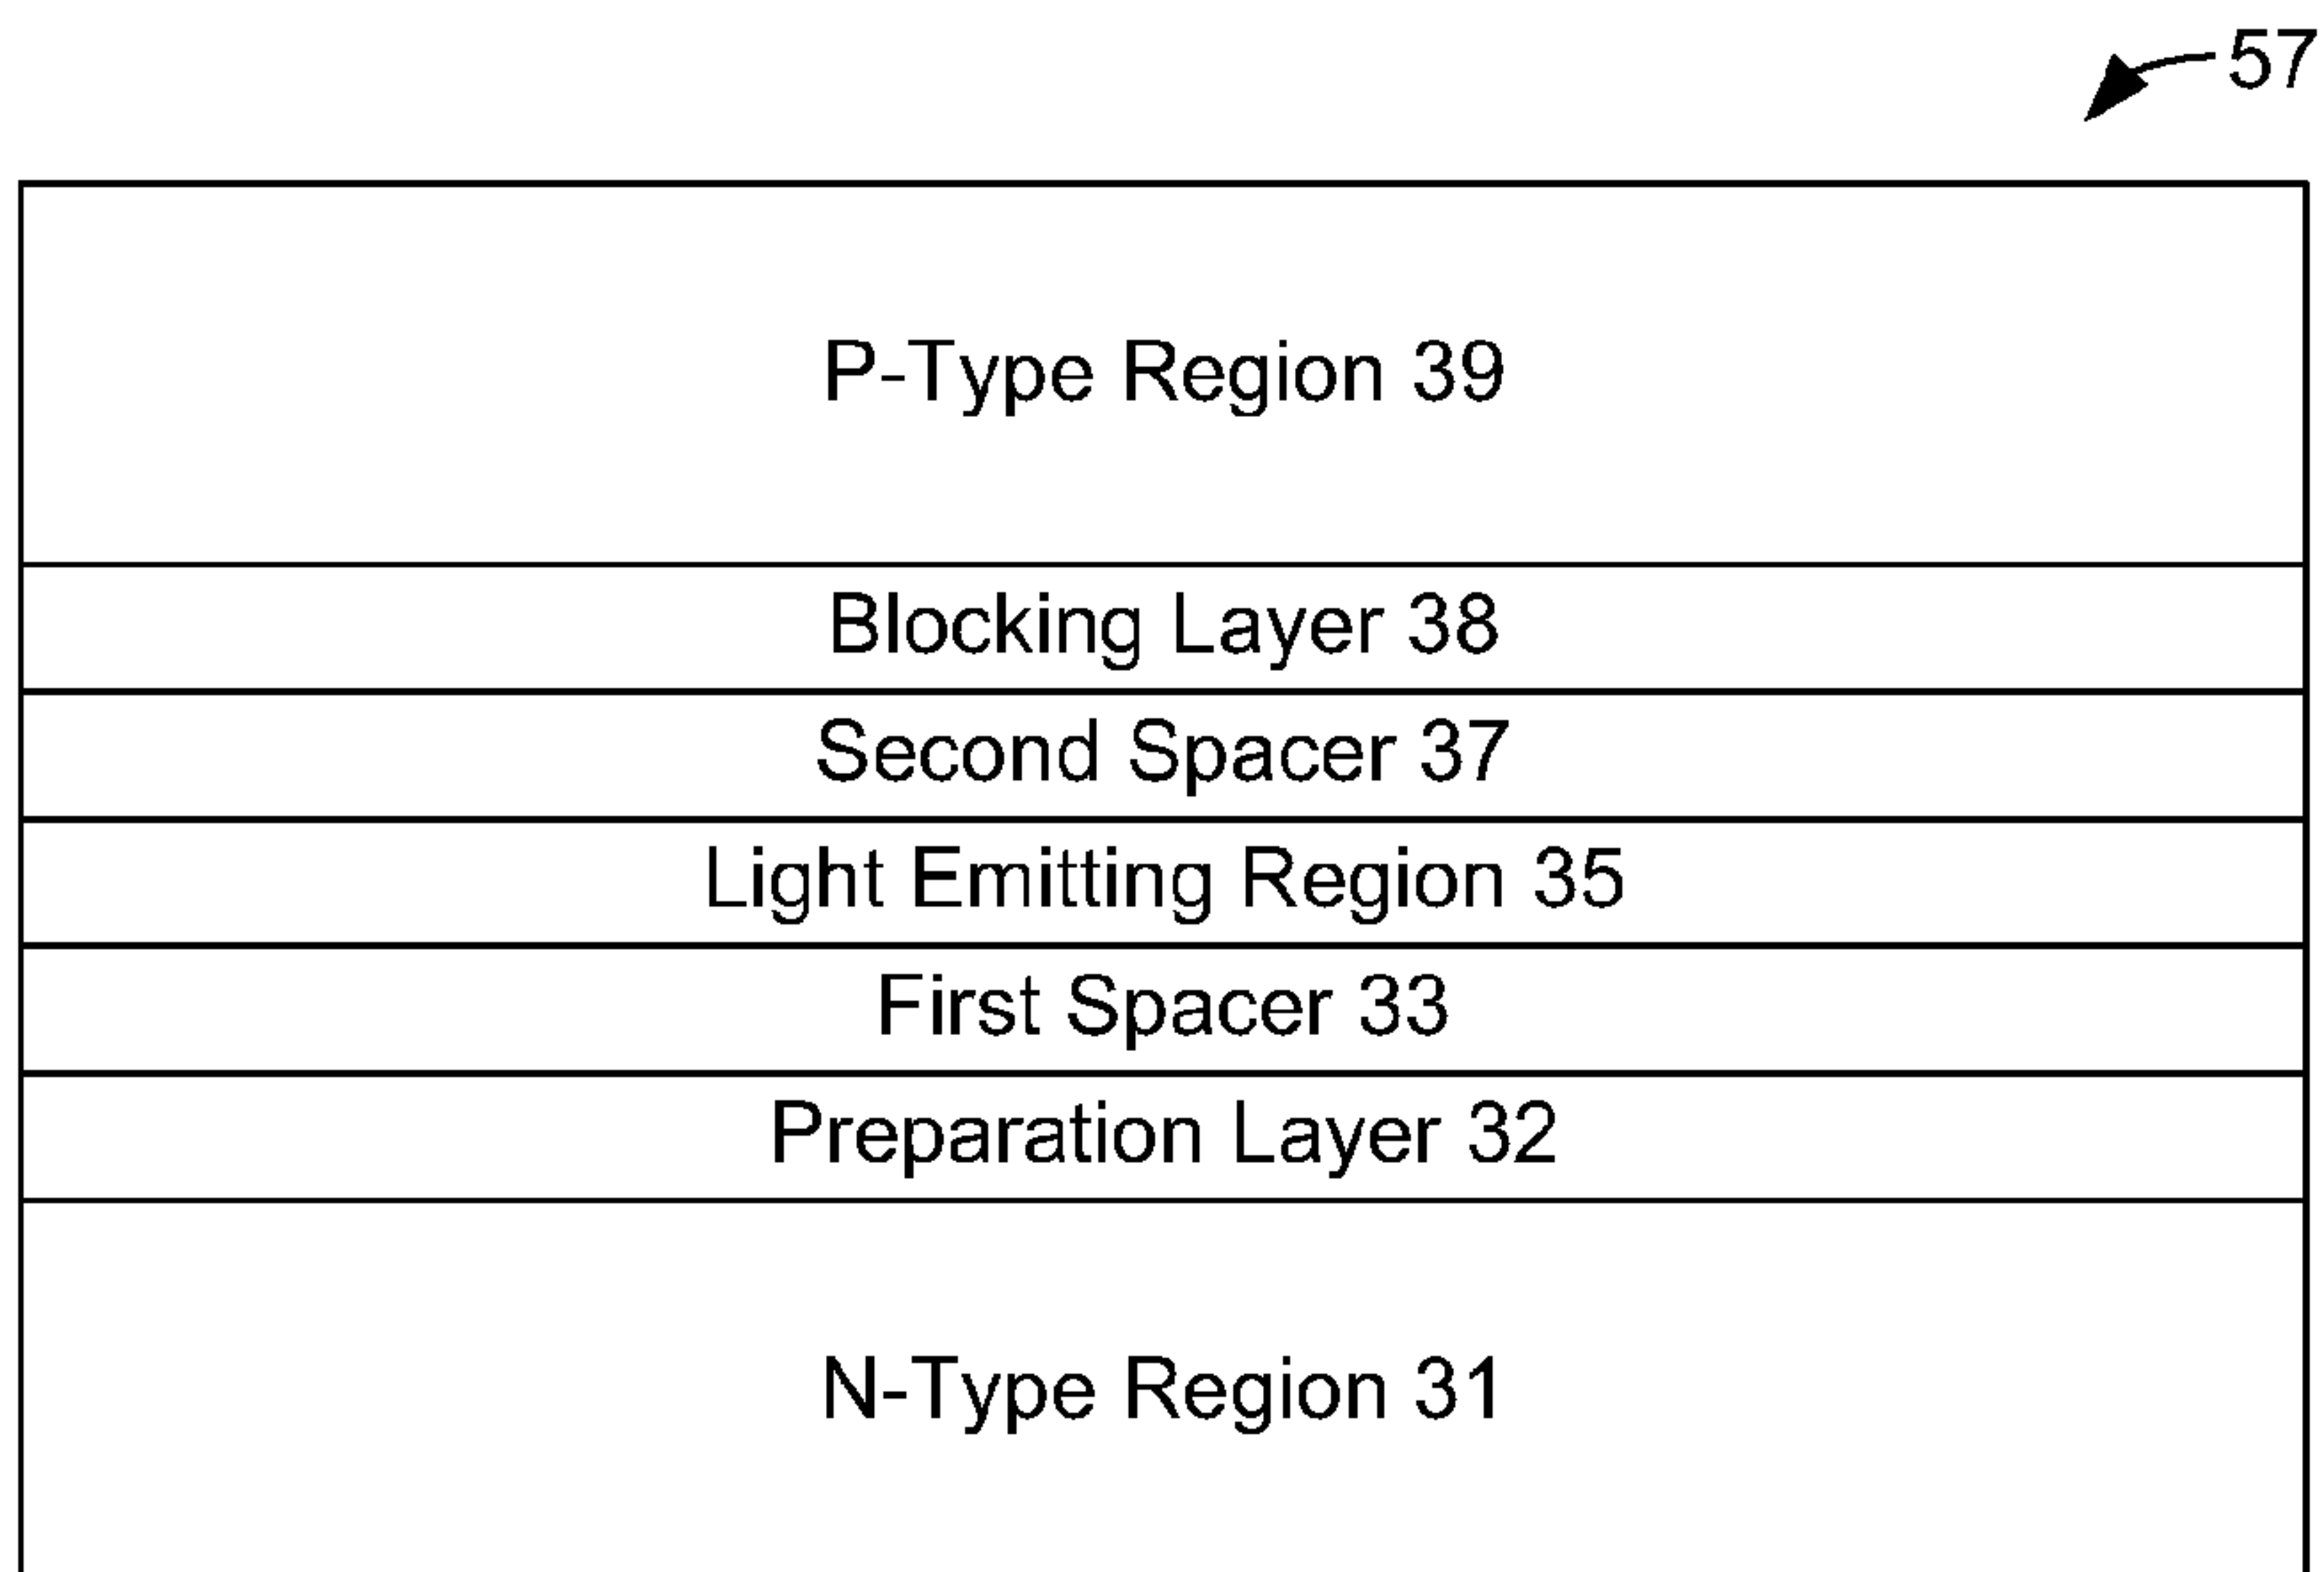 57
P-Type Region 39
Blocking Layer 38
Second Spacer 37
Light Emitting Region 35
First Spacer 33
Preparation Layer 32
N-Type Region 31